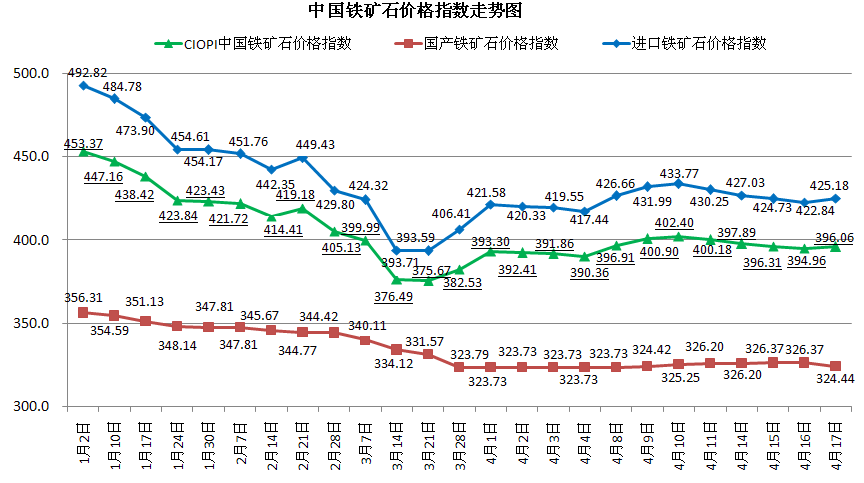 中国铁矿石价格指数走势图
CIOPI中国铁矿石价格指数 国产铁矿石价格指数 进口铁矿石价格指数
500.0
450.0
400.0
350.0
300.0
492.82 484.78 473.90 454.61 454.17 451.76 442.35 449.43 429.80 424.32 393.71 393.59 406.41 421.58 420.33 419.55 417.44 426.66 431.99 433.77 430.25 427.03 424.73 422.84 425.18
453.37 447.16 438.42 423.84 423.43 421.72 414.41 419.18 405.13 399.99 376.49 375.67 382.53 393.30 392.41 391.86 390.36 396.91 400.90 402.40 400.18 397.89 396.31 394.96 396.06
356.31 354.59 351.13 348.14 347.81 347.81 345.67 344.77 344.42 340.11 334.12 331.57 323.79 323.73 323.73 323.73 323.73 323.73 324.42 325.25 326.20 326.20 326.37 326.37 324.44
1月2日 1月10日 1月17日 1月24日 1月30日 2月7日 2月14日 2月21日 2月28日 3月7日 3月14日 3月21日 3月28日 4月1日 4月2日 4月3日 4月4日 4月8日 4月9日 4月10日 4月11日 4月14日 4月15日 4月16日 4月17日